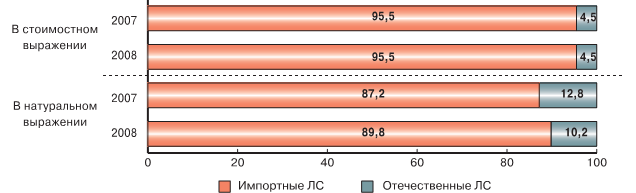 В стоимостном
выражении
2007
95,5
4,5
2008
95,5
4,5
В натуральном
выражении
2007
87,2
12,8
2008
89,8
10,2
0 20 40 60 80 100
Импортные ЛС Отечественные ЛС